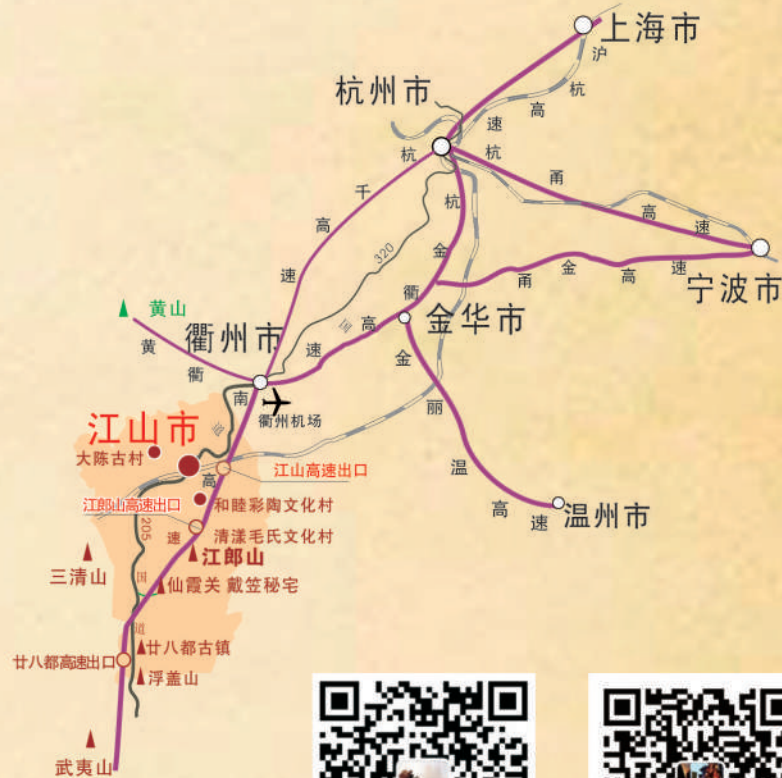 上海市
沪杭高速
杭州市
杭甬高速
杭千高速
320
国道
杭金衢高速
甬金高速
宁波市
黄山
黄衢南高速
衢州市
金华市
衢州机场
金丽温高速
江山市
大陈古村
江山高速出口
江郎山高速出口
和睦彩陶文化村
温州市
205
国道
清漾毛氏文化村
江郎山
三清山
仙霞关 戴笠秘宅
廿八都古镇
廿八都高速出口
浮盖山
武夷山